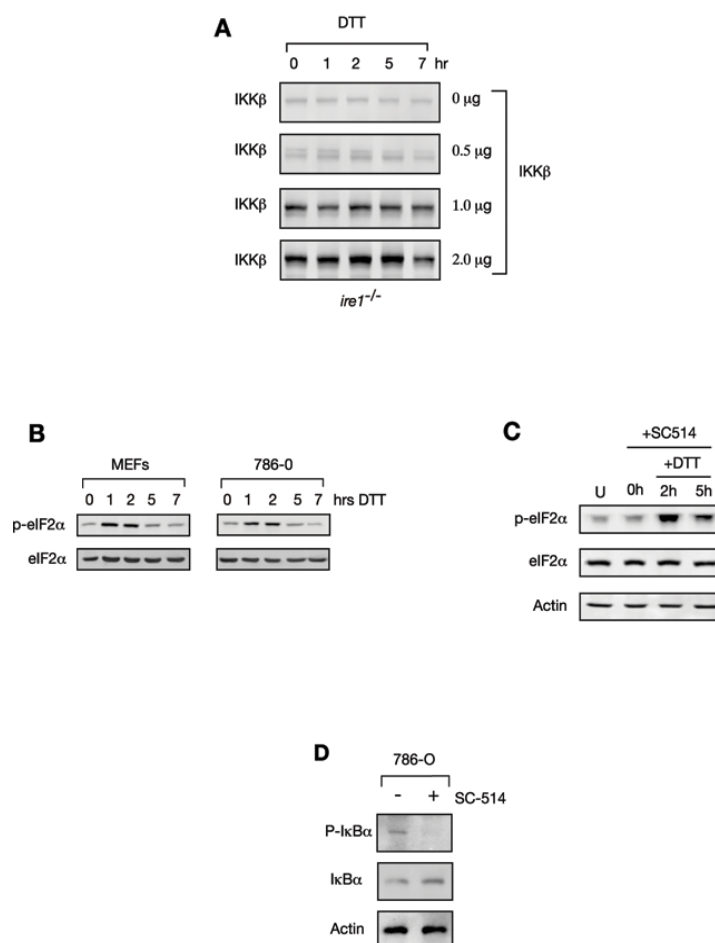 A
DTT
0 1 2 5 7 hr
IKKβ 0 μg
IKKβ 0.5 μg
IKKβ
IKKβ 1.0 μg
IKKβ 2.0 μg
ire1-/-
B
MEFs 786-0
0 1 2 5 7 0 1 2 5 7 hrs DTT
p-eIF2α
eIF2α
C
+SC514
+DTT
U 0h 2h 5h
p-eIF2α
eIF2α
Actin
D
786-O
- + SC-514
P-IκBα
IκBα
Actin